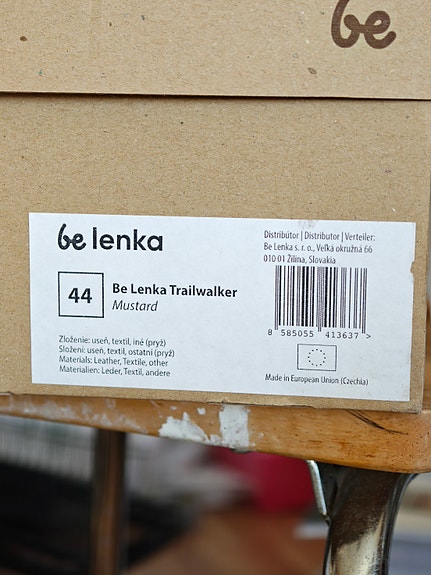 be
be lenka
Distribútor | Distributor | Verteiler:
Be Lenka s. r. o., Veľká okružná 66
010 01 Žilina, Slovakia
44
Be Lenka Trailwalker
Mustard
8 585055 413637 >
Zloženie: useň, textil, iné (pryž)
Složení: useň, textil, ostatní (pryž)
Materials: Leather, Textile, other
Materialien: Leder, Textil, andere
Made in European Union (Czechia)